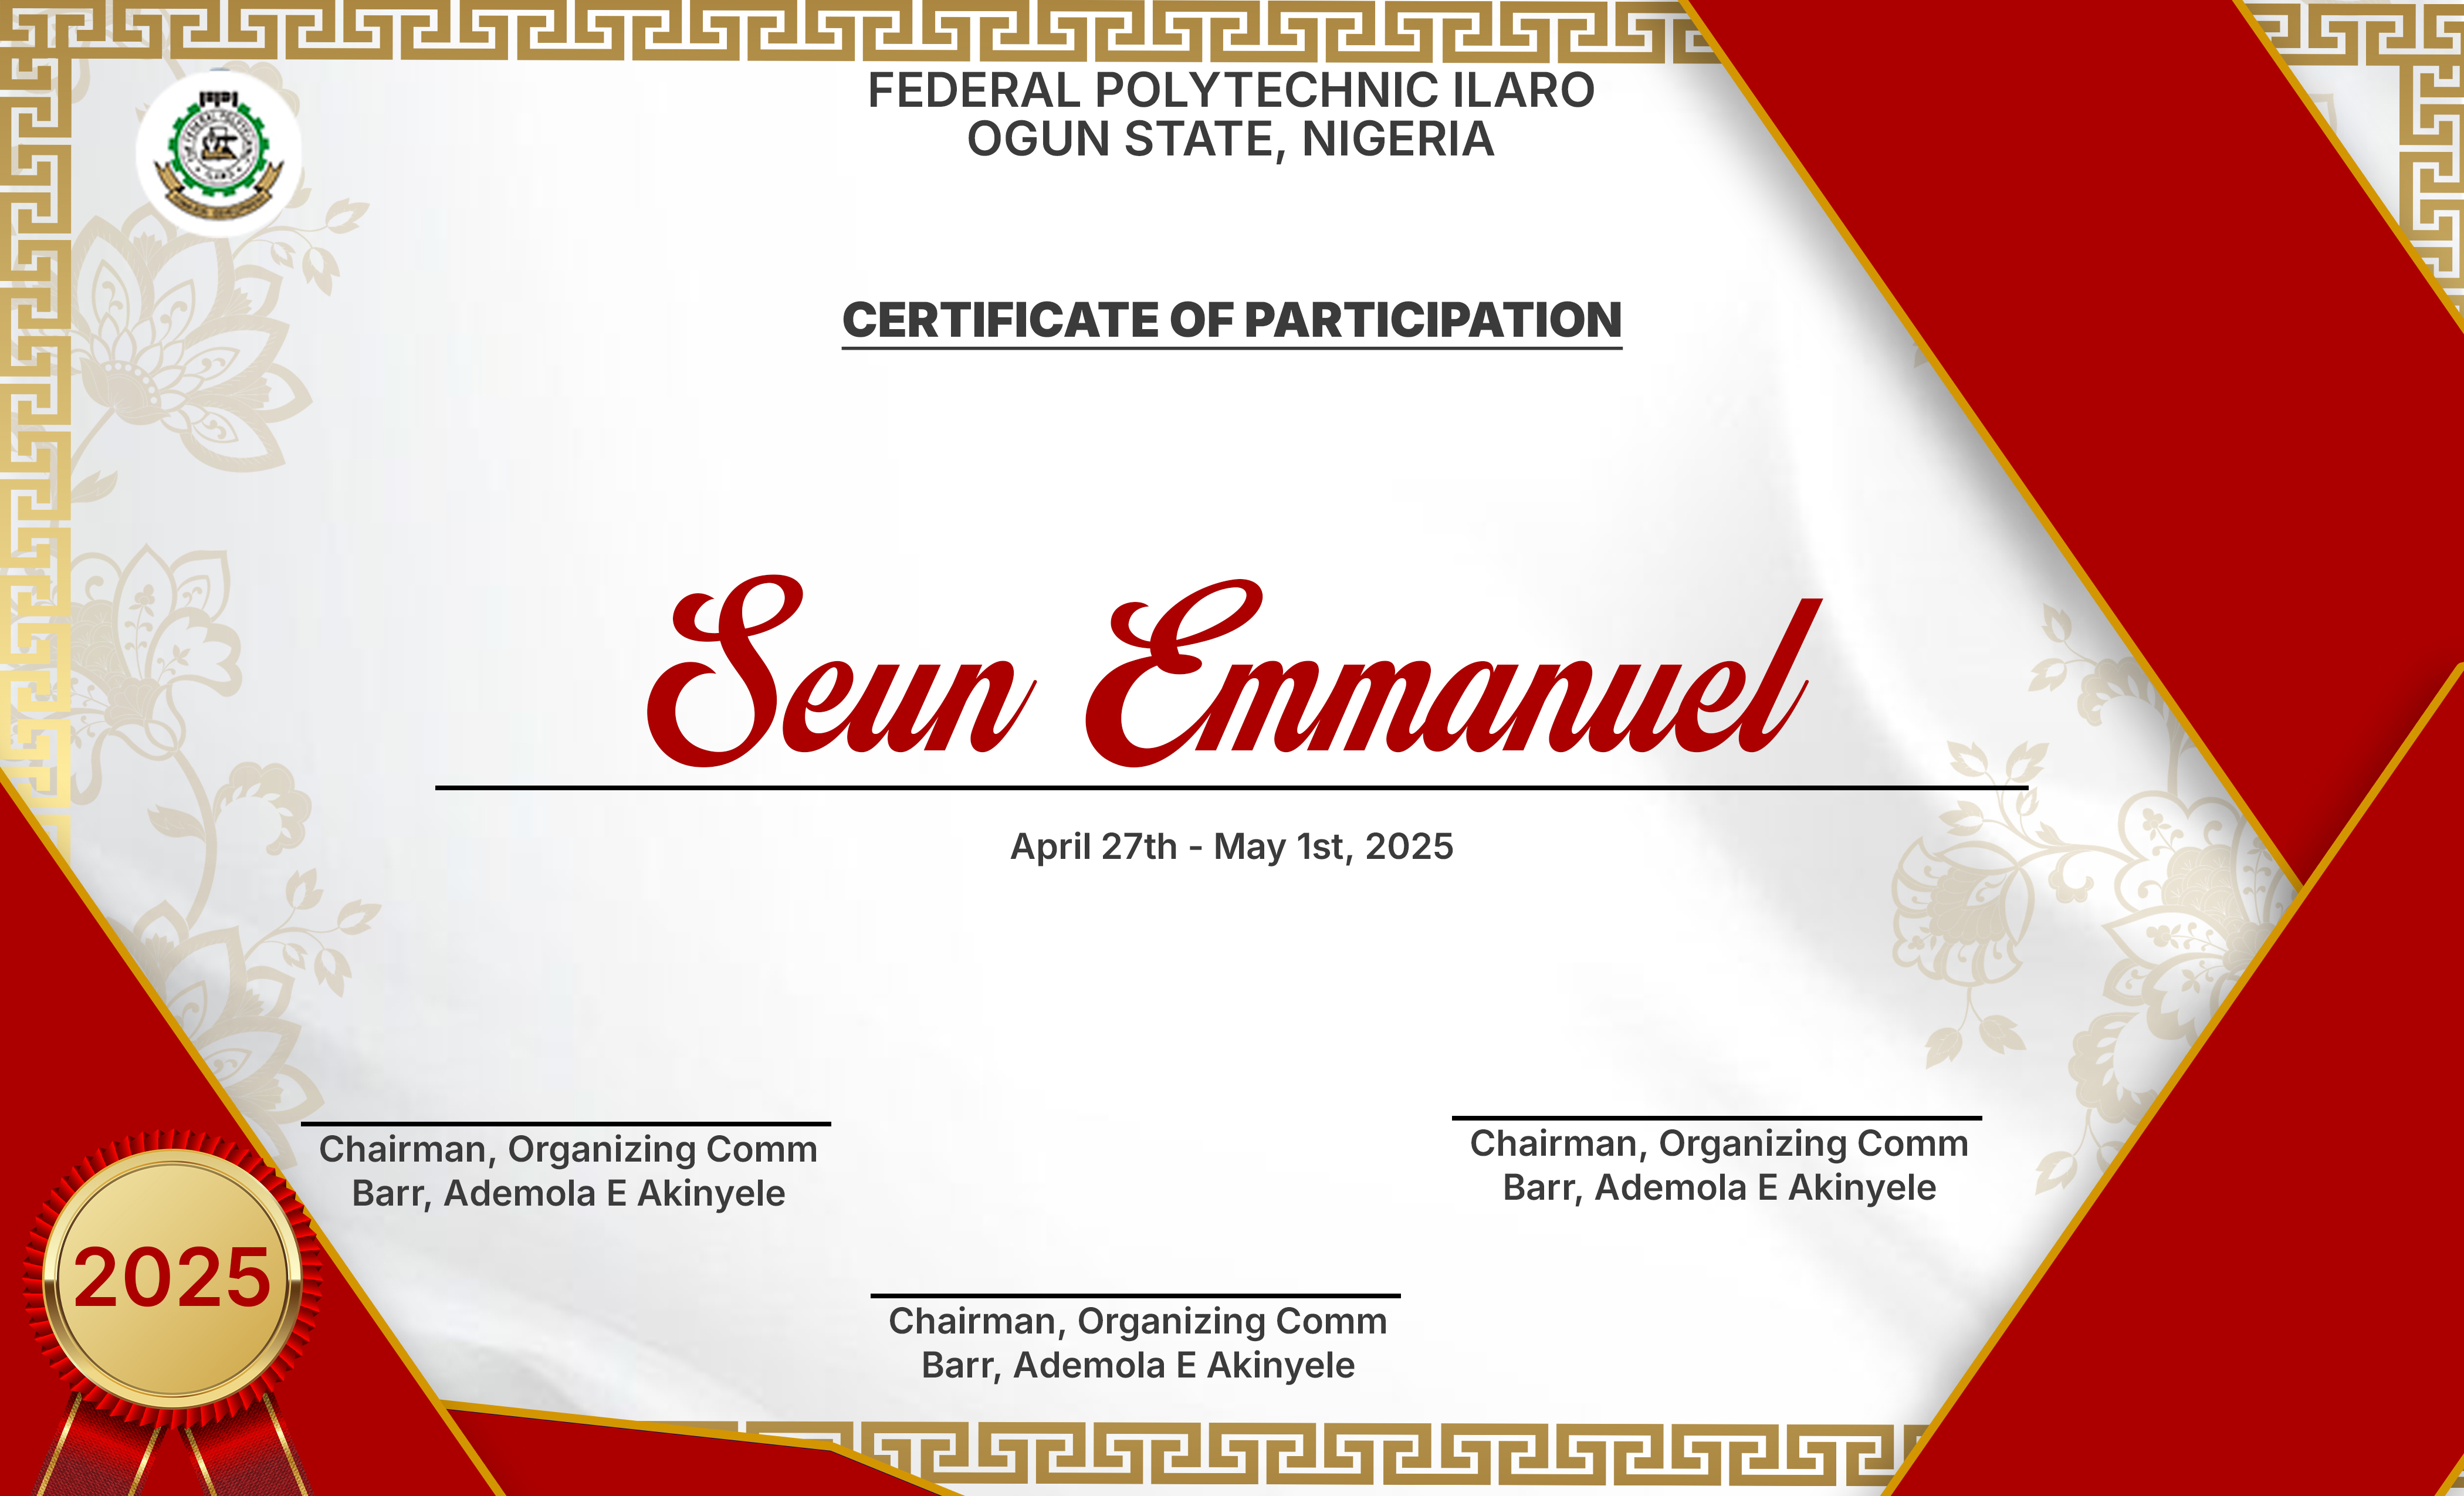 FEDERAL POLYTECHNIC ILARO
OGUN STATE, NIGERIA
CERTIFICATE OF PARTICIPATION
Seun Emmanuel
April 27th - May 1st, 2025
Chairman, Organizing Comm
Barr, Ademola E Akinyele
Chairman, Organizing Comm
Barr, Ademola E Akinyele
2025
Chairman, Organizing Comm
Barr, Ademola E Akinyele